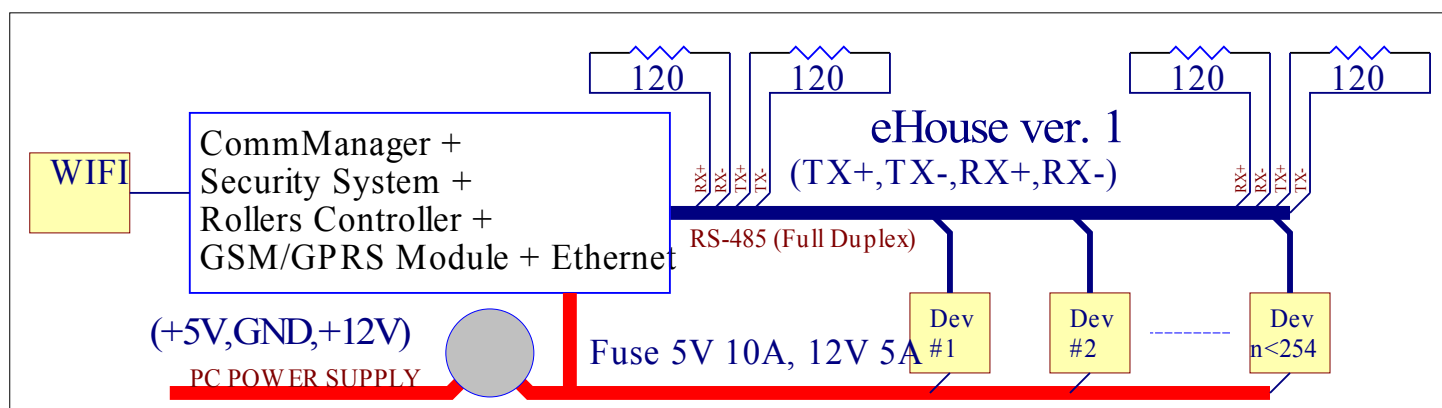 120
120
120
120
eHouse ver. 1
(TX+,TX-,RX+,RX-)
RX+
RX-
TX+
TX-
RX+
RX-
TX+
TX-
WIFI
CommManager +
Security System +
Rollers Controller +
GSM/GPRS Module + Ethernet
RS-485 (Full Duplex)
(+5V,GND,+12V)
PC POWER SUPPLY
Fuse 5V 10A, 12V 5A
Dev
#1
Dev
#2
Dev
n<254